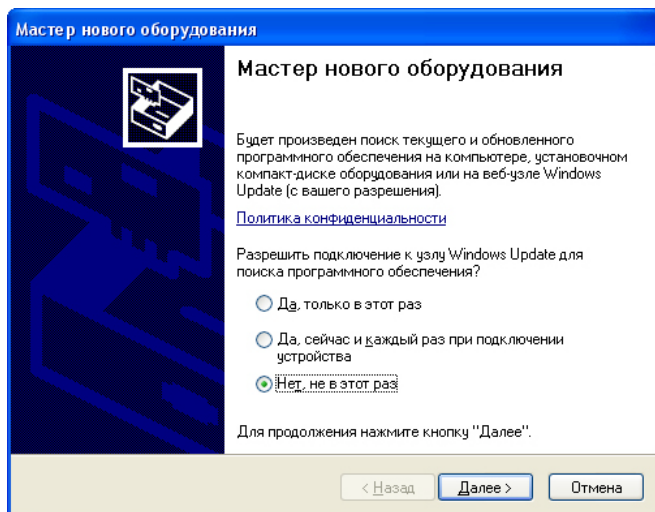 Мастер нового оборудования
Мастер нового оборудования
Будет произведен поиск текущего и обновленного
программного обеспечения на компьютере, установочном
компакт-диске оборудования или на веб-узле Windows
Update (с вашего разрешения).
Политика конфиденциальности
Разрешить подключение к узлу Windows Update для
поиска программного обеспечения?
Да, только в этот раз
Да, сейчас и каждый раз при подключении
устройства
Нет, не в этот раз
Для продолжения нажмите кнопку "Далее".
< Назад Далее > Отмена